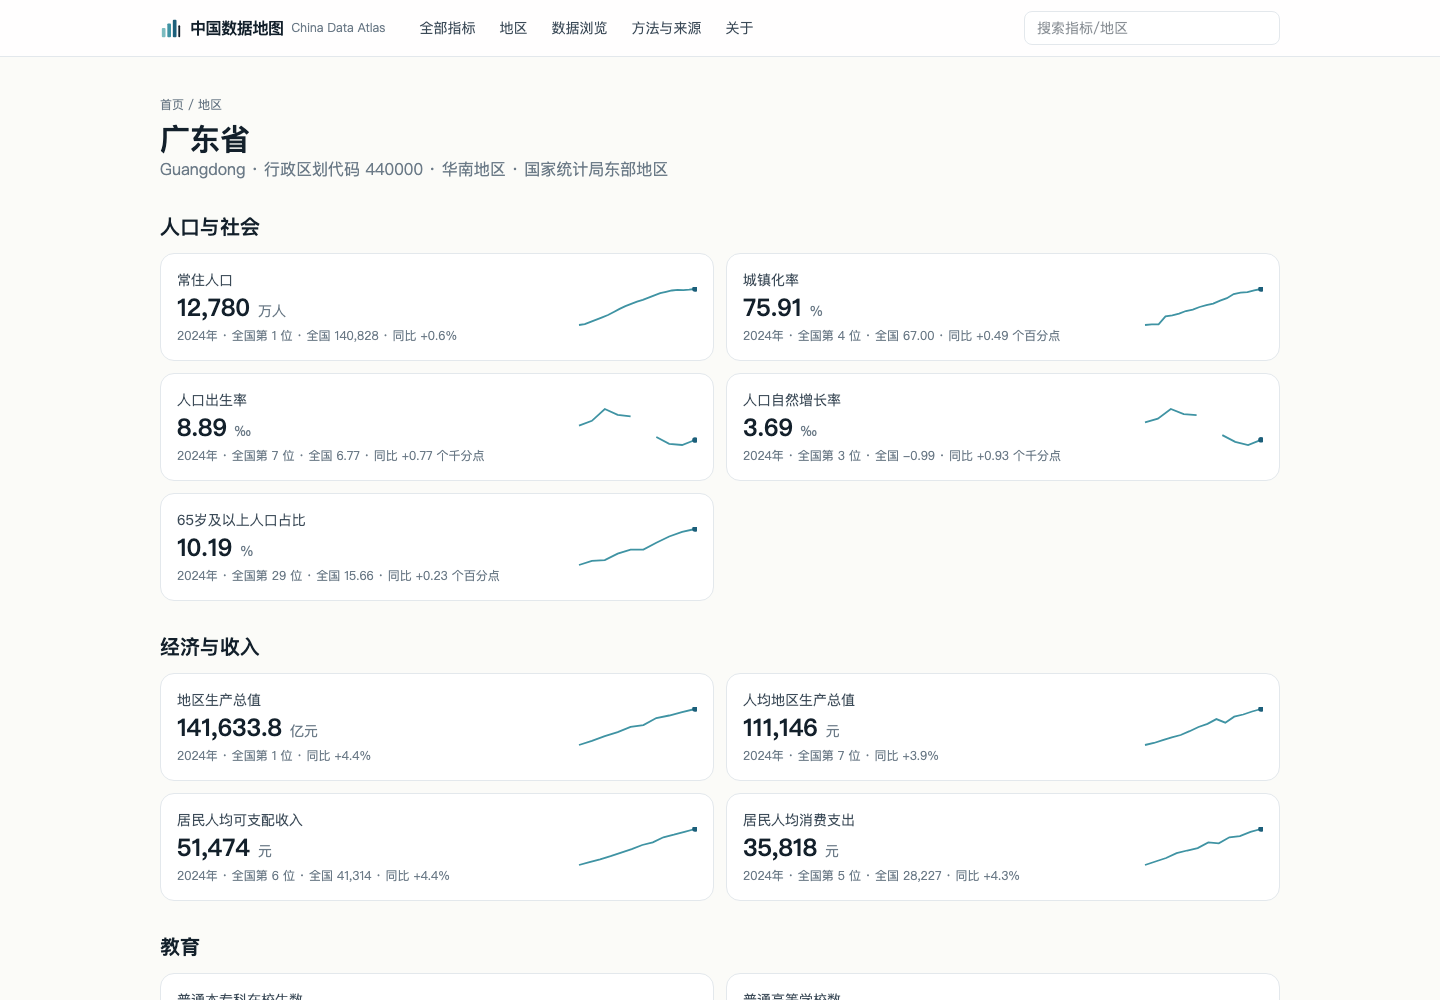 中国数据地图 China Data Atlas 全部指标 地区 数据浏览 方法与来源 关于 搜索指标/地区
首页 / 地区
广东省
Guangdong · 行政区划代码 440000 · 华南地区 · 国家统计局东部地区
人口与社会
常住人口
12,780 万人
2024年 · 全国第 1 位 · 全国 140,828 · 同比 +0.6%
城镇化率
75.91 %
2024年 · 全国第 4 位 · 全国 67.00 · 同比 +0.49 个百分点
人口出生率
8.89 ‰
2024年 · 全国第 7 位 · 全国 6.77 · 同比 +0.77 个千分点
人口自然增长率
3.69 ‰
2024年 · 全国第 3 位 · 全国 −0.99 · 同比 +0.93 个千分点
65岁及以上人口占比
10.19 %
2024年 · 全国第 29 位 · 全国 15.66 · 同比 +0.23 个百分点
经济与收入
地区生产总值
141,633.8 亿元
2024年 · 全国第 1 位 · 同比 +4.4%
人均地区生产总值
111,146 元
2024年 · 全国第 7 位 · 同比 +3.9%
居民人均可支配收入
51,474 元
2024年 · 全国第 6 位 · 全国 41,314 · 同比 +4.4%
居民人均消费支出
35,818 元
2024年 · 全国第 5 位 · 全国 28,227 · 同比 +4.3%
教育
普通本专科在校生数
普通高等学校数